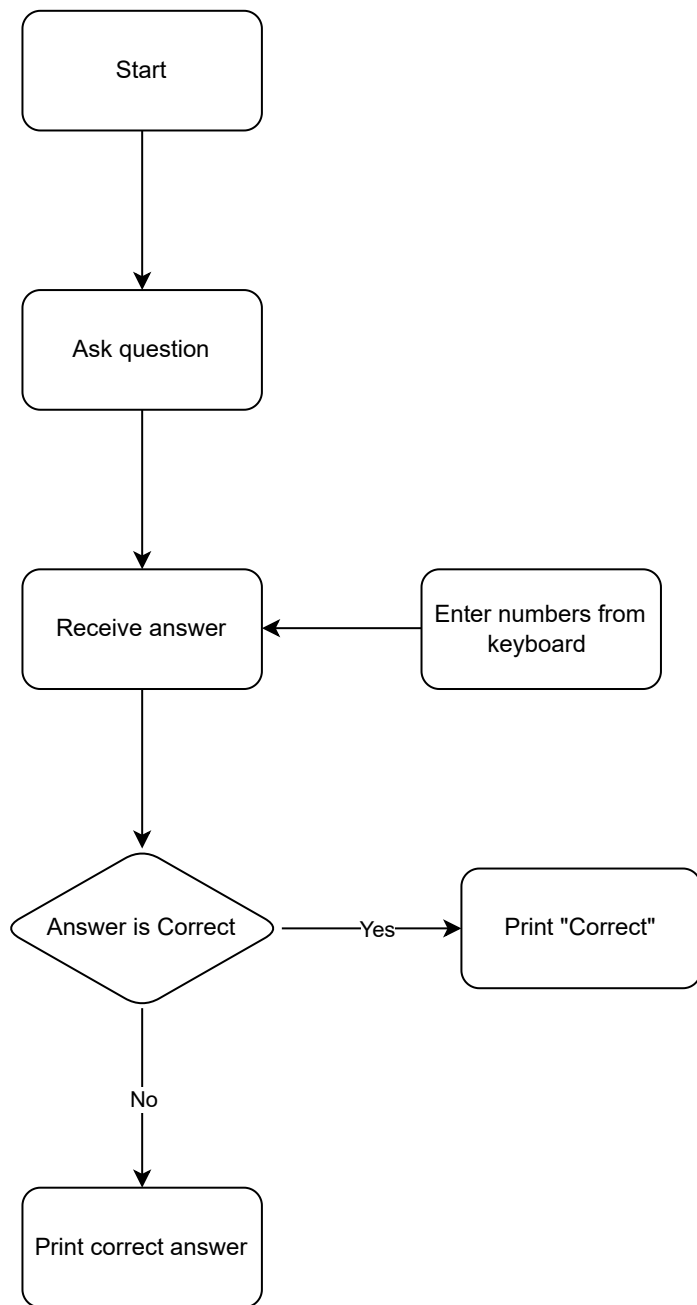 Start
Ask question
Receive answer
Enter numbers from
keyboard
Answer is Correct
Yes
Print "Correct"
No
Print correct answer